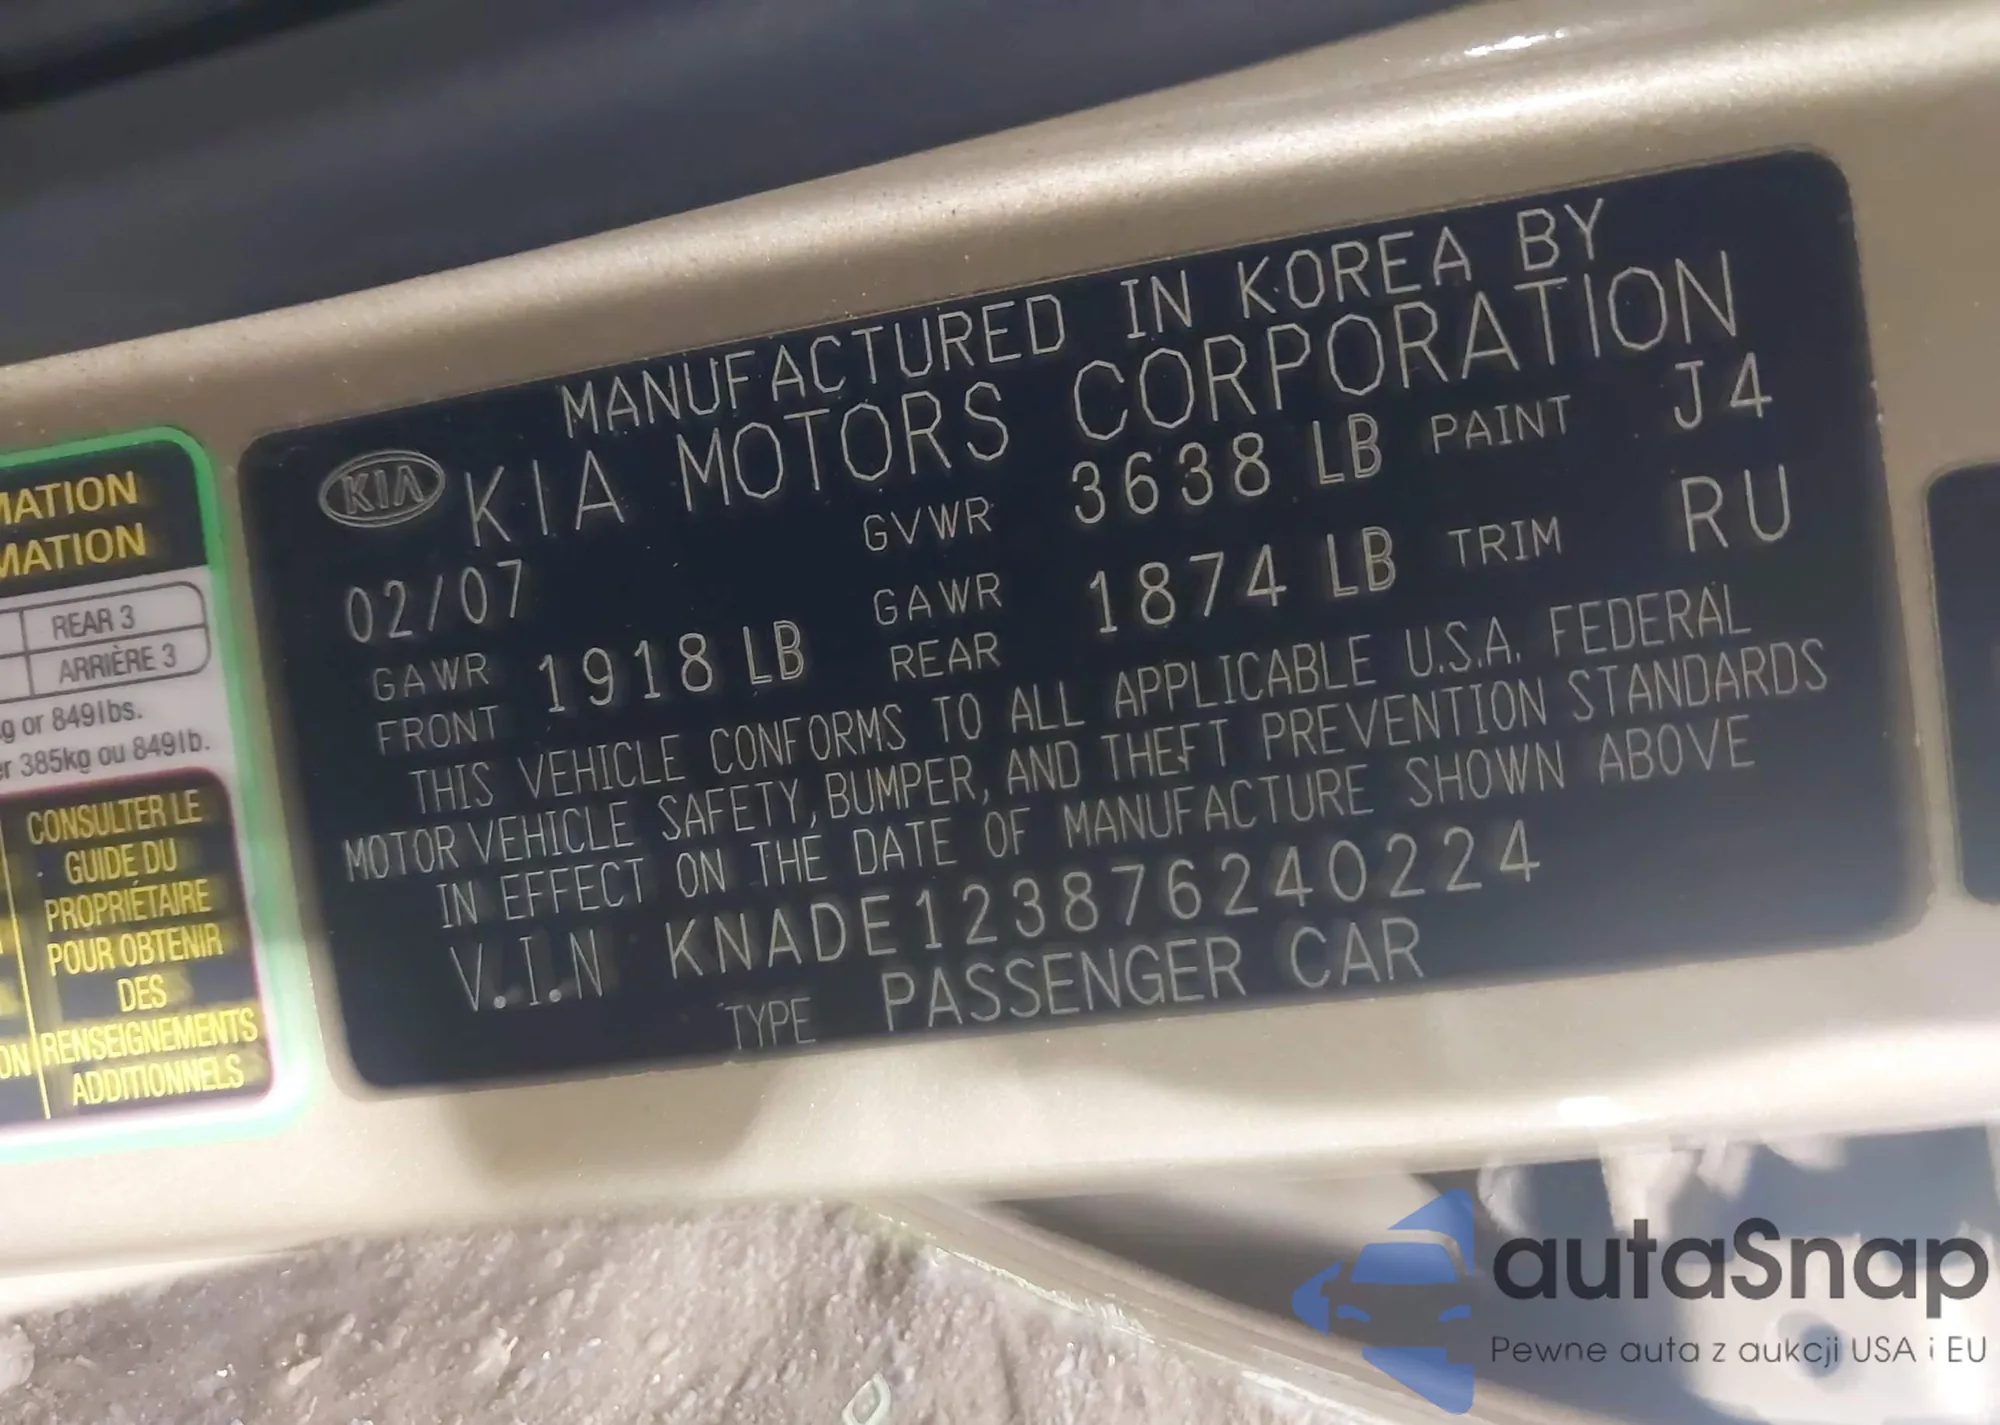 MANUFACTURED IN KOREA BY
KIA KIA MOTORS CORPORATION
02/07 GVWR 3638 LB PAINT J4
GAWR FRONT 1918 LB GAWR REAR 1874 LB TRIM RU
THIS VEHICLE CONFORMS TO ALL APPLICABLE U.S.A. FEDERAL
MOTOR VEHICLE SAFETY, BUMPER, AND THEFT PREVENTION STANDARDS
IN EFFECT ON THE DATE OF MANUFACTURE SHOWN ABOVE
V.I.N KNADE123876240224
TYPE PASSENGER CAR
MATION
MATION
REAR 3
ARRIÈRE 3
g or 849lbs.
er 385kg ou 849lb.
CONSULTER LE
GUIDE DU
PROPRIÉTAIRE
POUR OBTENIR
DES
RENSEIGNEMENTS
ADDITIONNELS
ON
autaSnap
Pewne auta z aukcji USA i EU